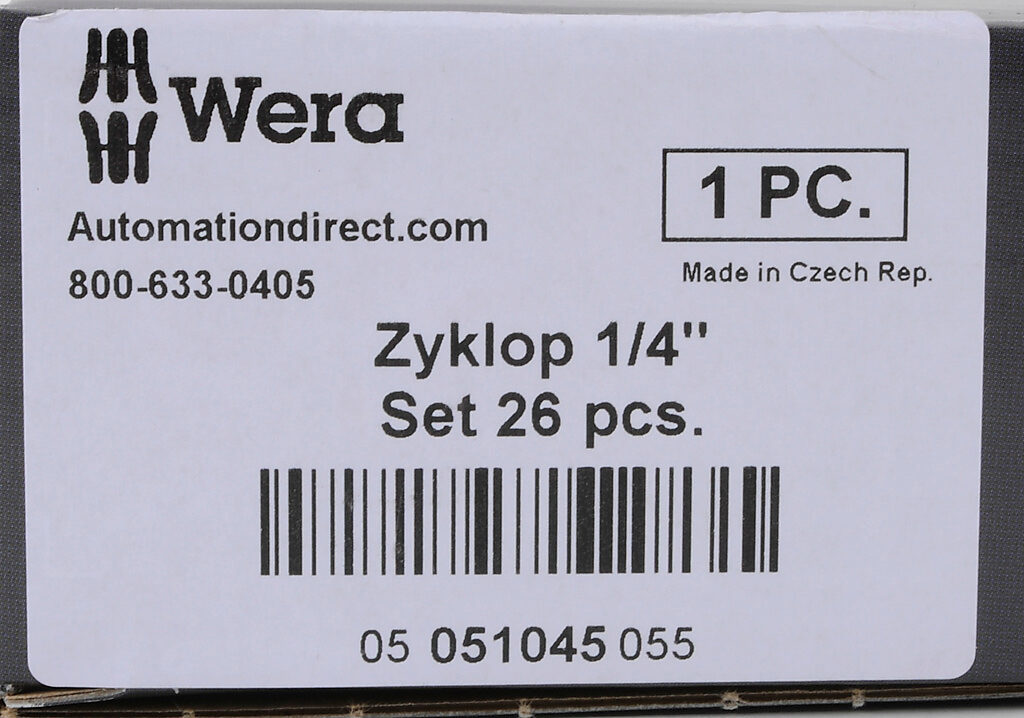 Wera
1 PC.
Automationdirect.com
Made in Czech Rep.
800-633-0405
Zyklop 1/4"
Set 26 pcs.
05 051045 055